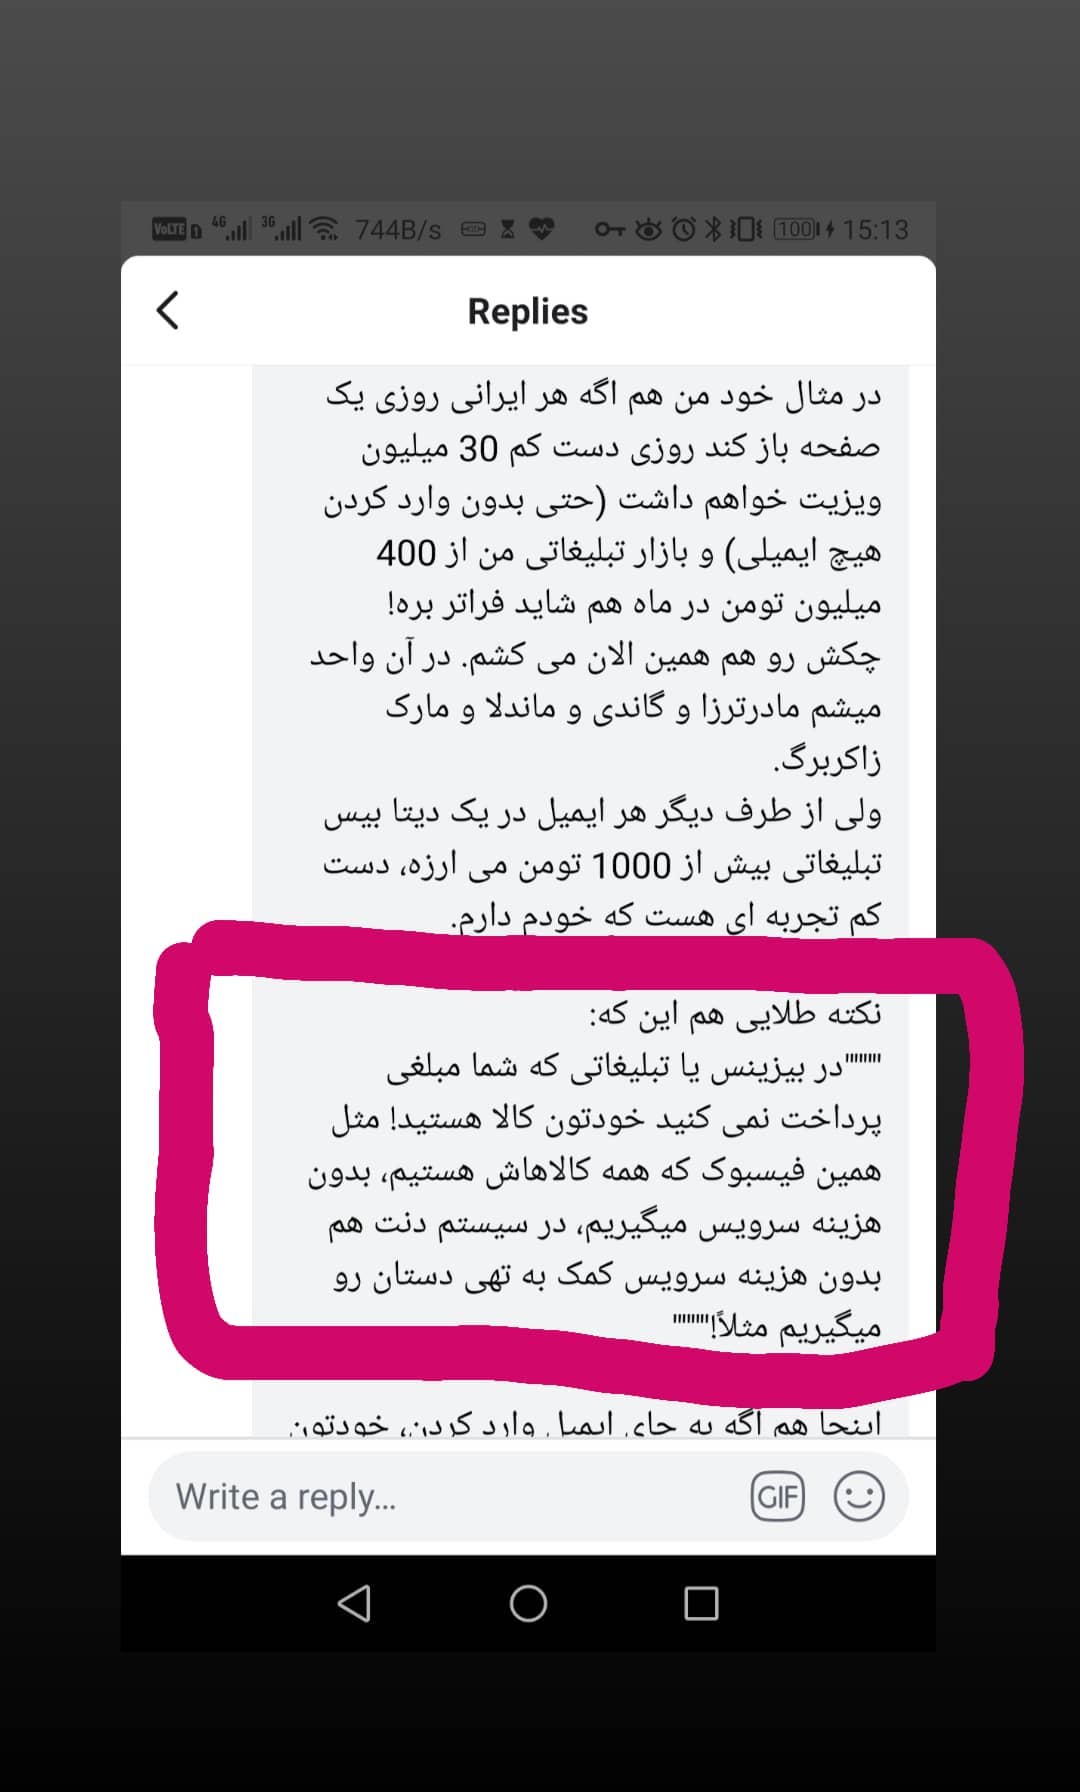 VoLTE 1 4G 3G 744B/s 100 15:13
Replies
در مثال خود من هم اگه هر ایرانی روزی یک
صفحه باز کند روزی دست کم 30 میلیون
ویزیت خواهم داشت (حتی بدون وارد کردن
هیچ ایمیلی) و بازار تبلیغاتی من از 400
میلیون تومن در ماه هم شاید فراتر بره!
چکش رو هم همین الان می کشم. در آن واحد
میشم مادرترزا و گاندی و ماندلا و مارک
زاکربرگ.
ولی از طرف دیگر هر ایمیل در یک دیتا بیس
تبلیغاتی بیش از 1000 تومن می ارزه، دست
کم تجربه ای هست که خودم دارم.
نکته طلایی هم این که:
"""""در بیزینس یا تبلیغاتی که شما مبلغی
پرداخت نمی کنید خودتون کالا هستید! مثل
همین فیسبوک که همه کالاهاش هستیم، بدون
هزینه سرویس میگیریم، در سیستم دنت هم
بدون هزینه سرویس کمک به تهی دستان رو
میگیریم مثلاً!"""""
اینجا هم اگه به جای ایمیل وارد کردن، خودتون
Write a reply...
GIF